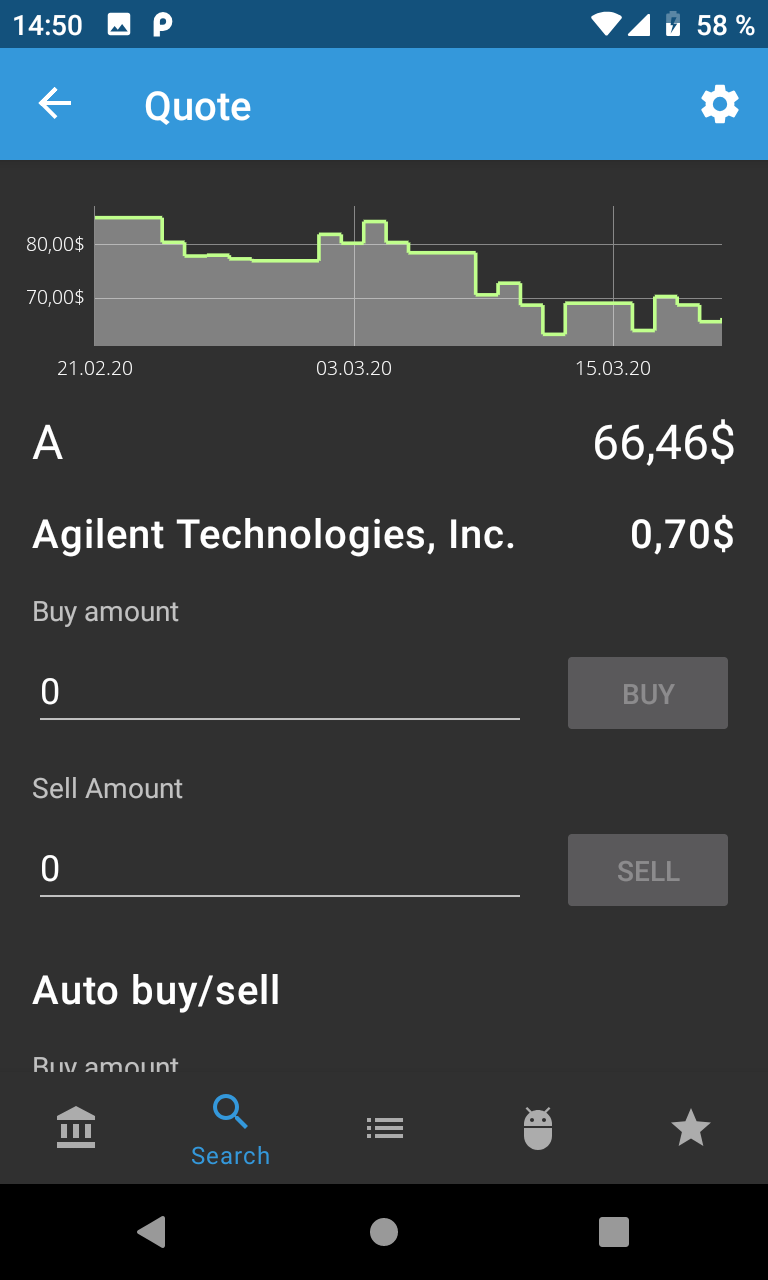 14:50 58 %
Quote
80,00$
70,00$
21.02.20 03.03.20 15.03.20
A 66,46$
Agilent Technologies, Inc. 0,70$
Buy amount
0 BUY
Sell Amount
0 SELL
Auto buy/sell
Buy amount
Search